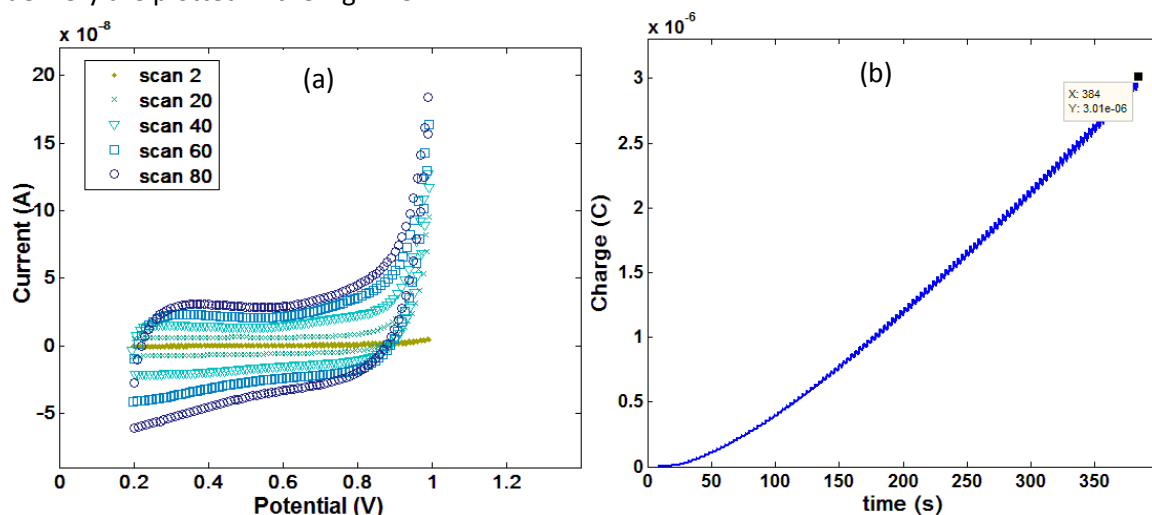 x 10⁻⁸
20
15
10
5
0
−5
0
0.2
0.4
0.6
0.8
1
1.2
Current (A)
Potential (V)
(a)
scan 2
scan 20
scan 40
scan 60
scan 80
x 10⁻⁶
3
2.5
2
1.5
1
0.5
0
0
50
100
150
200
250
300
350
Charge (C)
time (s)
(b)
X: 384
Y: 3.01e-06